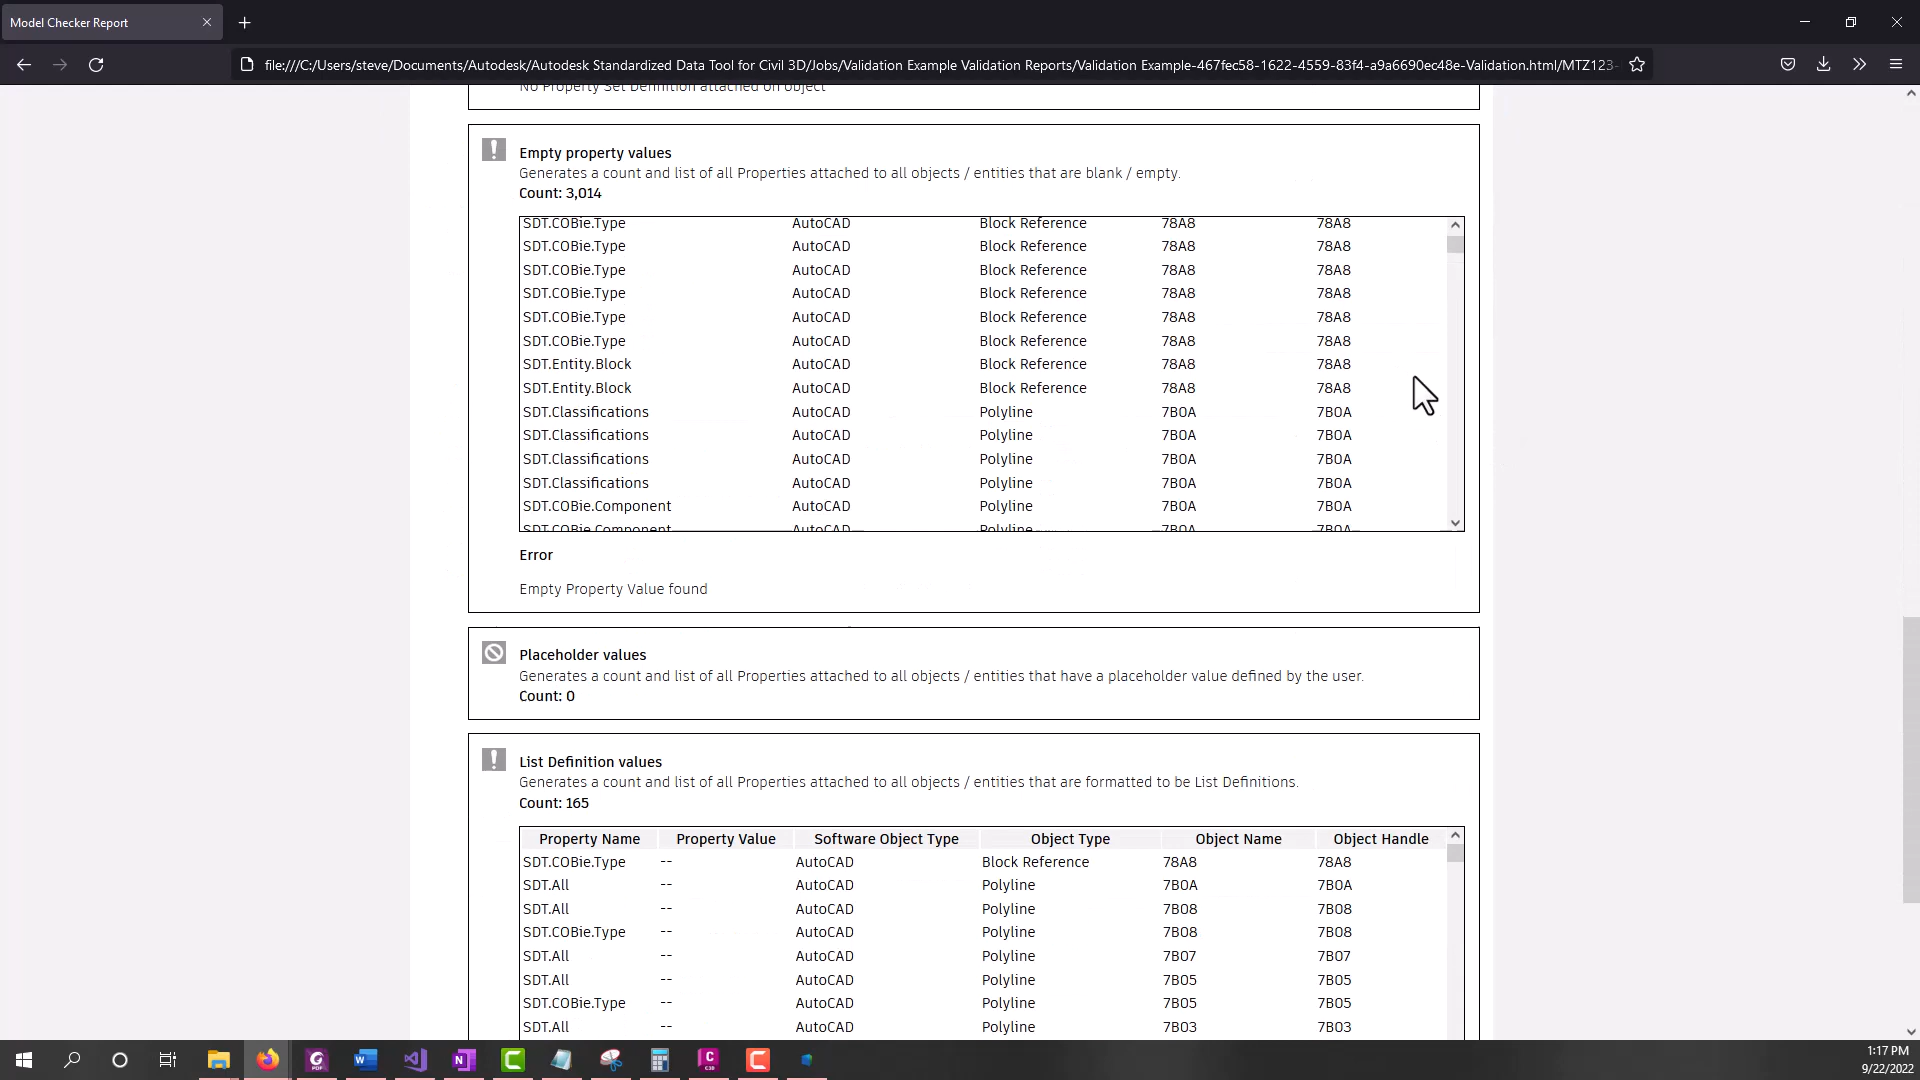 Model Checker Report
file:///C:/Users/steve/Documents/Autodesk/Autodesk Standardized Data Tool for Civil 3D/Jobs/Validation Example Validation Reports/Validation Example-467fec58-1622-4559-83f4-a9a6690ec48e-Validation.html/MTZ123-
No Property Set Definition attached on object
Empty property values
Generates a count and list of all Properties attached to all objects / entities that are blank / empty.
Count: 3,014
SDT.COBie.Type AutoCAD Block Reference 78A8 78A8
SDT.COBie.Type AutoCAD Block Reference 78A8 78A8
SDT.COBie.Type AutoCAD Block Reference 78A8 78A8
SDT.COBie.Type AutoCAD Block Reference 78A8 78A8
SDT.COBie.Type AutoCAD Block Reference 78A8 78A8
SDT.COBie.Type AutoCAD Block Reference 78A8 78A8
SDT.Entity.Block AutoCAD Block Reference 78A8 78A8
SDT.Entity.Block AutoCAD Block Reference 78A8 78A8
SDT.Classifications AutoCAD Polyline 7B0A 7B0A
SDT.Classifications AutoCAD Polyline 7B0A 7B0A
SDT.Classifications AutoCAD Polyline 7B0A 7B0A
SDT.Classifications AutoCAD Polyline 7B0A 7B0A
SDT.COBie.Component AutoCAD Polyline 7B0A 7B0A
SDT.COBie.Component AutoCAD Polyline 7B0A 7B0A
Error
Empty Property Value found
Placeholder values
Generates a count and list of all Properties attached to all objects / entities that have a placeholder value defined by the user.
Count: 0
List Definition values
Generates a count and list of all Properties attached to all objects / entities that are formatted to be List Definitions.
Count: 165
Property Name Property Value Software Object Type Object Type Object Name Object Handle
SDT.COBie.Type -- AutoCAD Block Reference 78A8 78A8
SDT.All -- AutoCAD Polyline 7B0A 7B0A
SDT.All -- AutoCAD Polyline 7B08 7B08
SDT.COBie.Type -- AutoCAD Polyline 7B08 7B08
SDT.All -- AutoCAD Polyline 7B07 7B07
SDT.All -- AutoCAD Polyline 7B05 7B05
SDT.COBie.Type -- AutoCAD Polyline 7B05 7B05
SDT.All -- AutoCAD Polyline 7B03 7B03
1:17 PM
9/22/2022